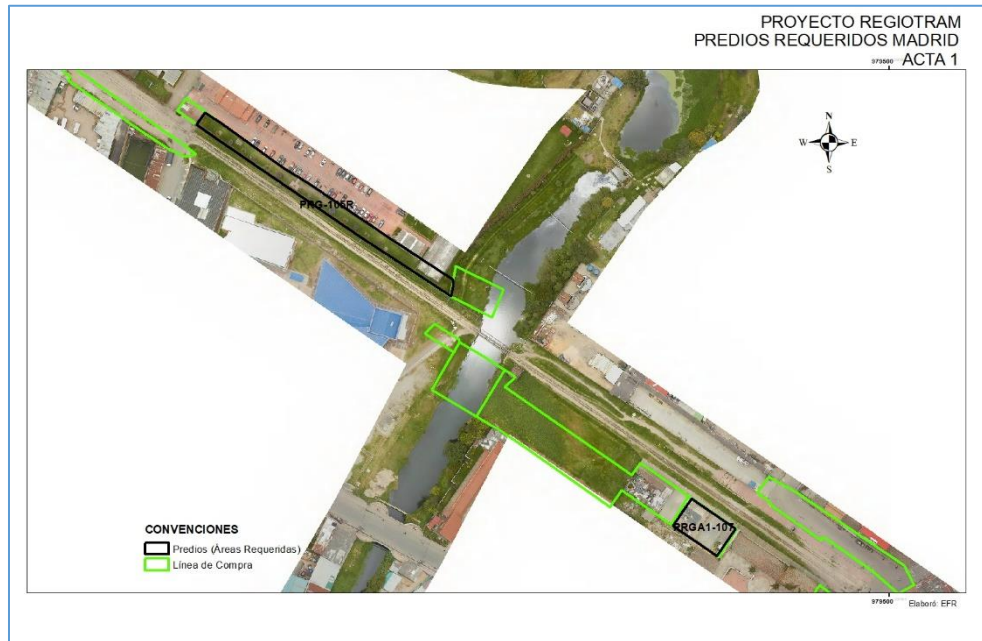 PROYECTO REGIOTRAM
PREDIOS REQUERIDOS MADRID
ACTA 1
N
W
E
S
PRG-105R
PRGA1-107
CONVENCIONES
Predios (Áreas Requeridas)
Línea de Compra
Elaboró: EFR